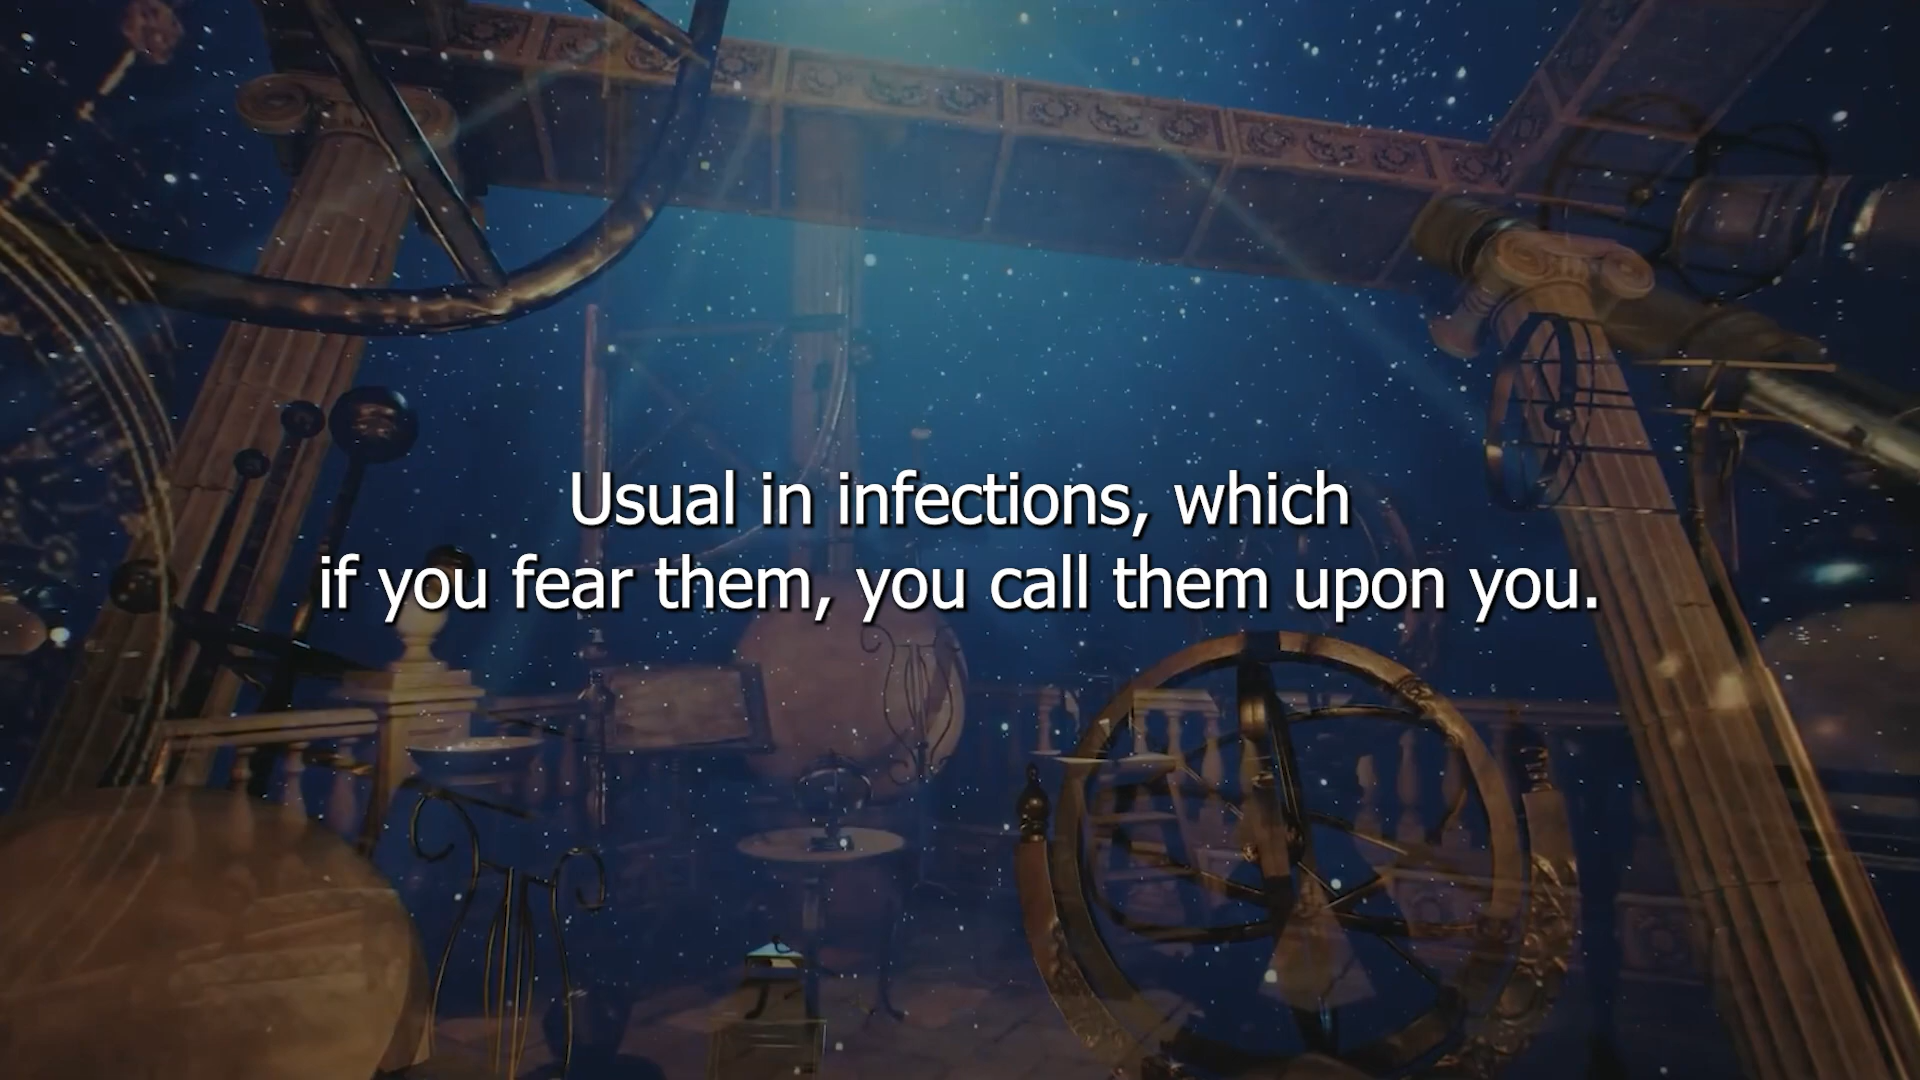 Usual in infections, which
if you fear them, you call them upon you.